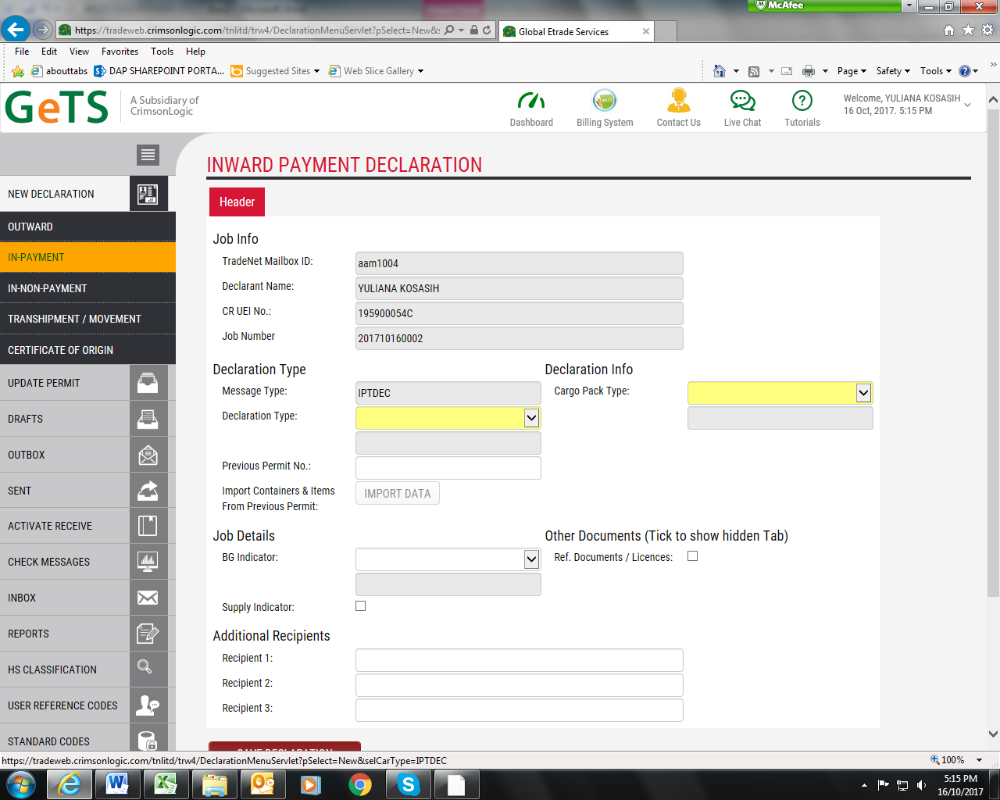 McAfee
https://tradeweb.crimsonlogic.com/tnltd/trw4/DeclarationMenuServlet?pSelect=New&
Global Etrade Services
File Edit View Favorites Tools Help
abouttabs DAP SHAREPOINT PORTA... Suggested Sites Web Slice Gallery
Page Safety Tools
GeTS
A Subsidiary of
CrimsonLogic
BILLS
Dashboard Billing System Contact Us Live Chat Tutorials
Welcome, YULIANA KOSASIH
16 Oct, 2017. 5:15 PM
INWARD PAYMENT DECLARATION
NEW DECLARATION
OUTWARD
IN-PAYMENT
IN-NON-PAYMENT
TRANSHIPMENT / MOVEMENT
CERTIFICATE OF ORIGIN
UPDATE PERMIT
DRAFTS
OUTBOX
SENT
ACTIVATE RECEIVE
CHECK MESSAGES
INBOX
REPORTS
HS CLASSIFICATION
USER REFERENCE CODES
STANDARD CODES
Header
Job Info
TradeNet Mailbox ID: aam1004
Declarant Name: YULIANA KOSASIH
CR UEI No.: 195900054C
Job Number 201710160002
Declaration Type
Message Type: IPTDEC
Declaration Type:
Previous Permit No.:
Import Containers & Items
From Previous Permit:
IMPORT DATA
Declaration Info
Cargo Pack Type:
Job Details
BG Indicator:
Supply Indicator:
Other Documents (Tick to show hidden Tab)
Ref. Documents / Licences:
Additional Recipients
Recipient 1:
Recipient 2:
Recipient 3:
SAVE DECLARATION
https://tradeweb.crimsonlogic.com/tnltd/trw4/DeclarationMenuServlet?pSelect=New&selCarType=IPTDEC
100%
5:15 PM
16/10/2017